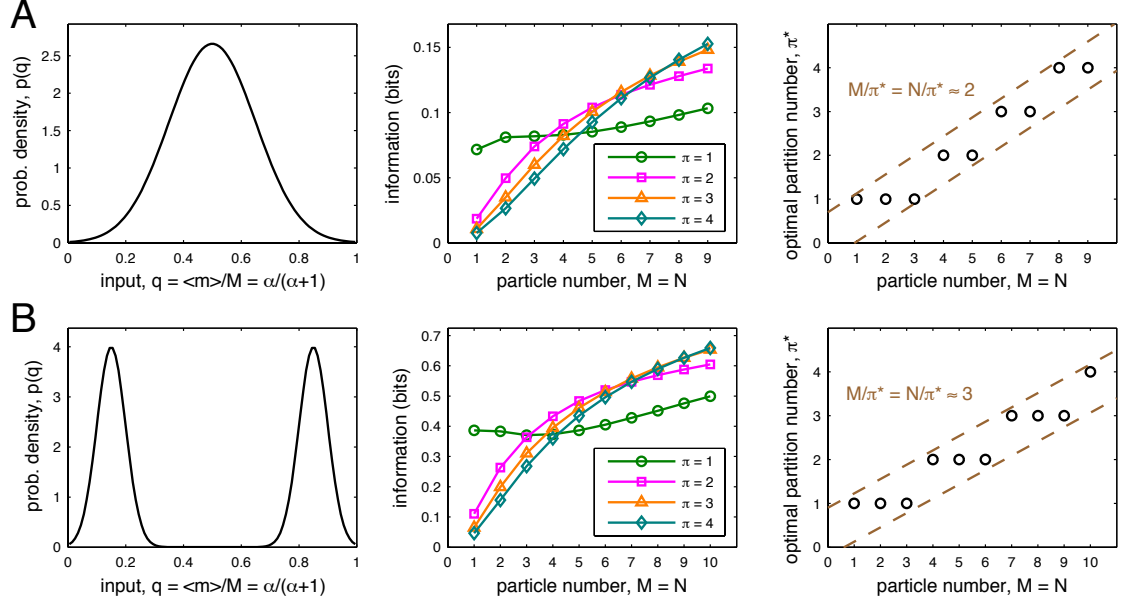 A
prob. density, p(q)
2.5
2
1.5
1
0.5
0
0 0.2 0.4 0.6 0.8 1
input, q = <m>/M = α/(α+1)
information (bits)
0.15
0.1
0.05
0
π = 1
π = 2
π = 3
π = 4
0 1 2 3 4 5 6 7 8 9
particle number, M = N
optimal partition number, π*
4
3
2
1
0
M/π* = N/π* ≈ 2
0 1 2 3 4 5 6 7 8 9
particle number, M = N
B
prob. density, p(q)
4
3
2
1
0
0 0.2 0.4 0.6 0.8 1
input, q = <m>/M = α/(α+1)
information (bits)
0.7
0.6
0.5
0.4
0.3
0.2
0.1
0
π = 1
π = 2
π = 3
π = 4
0 1 2 3 4 5 6 7 8 9 10
particle number, M = N
optimal partition number, π*
4
3
2
1
0
M/π* = N/π* ≈ 3
0 1 2 3 4 5 6 7 8 9 10
particle number, M = N